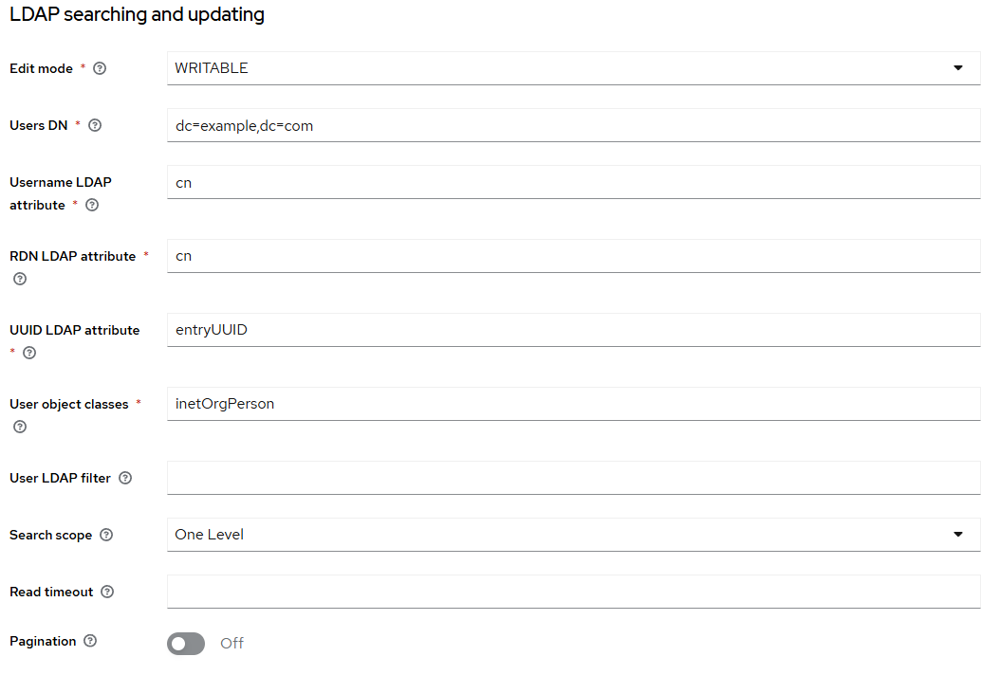 LDAP searching and updating
Edit mode * ?
WRITABLE
Users DN * ?
dc=example,dc=com
Username LDAP
attribute * ?
cn
RDN LDAP attribute *
?
cn
UUID LDAP attribute
* ?
entryUUID
User object classes *
?
inetOrgPerson
User LDAP filter ?
Search scope ?
One Level
Read timeout ?
Pagination ?
Off